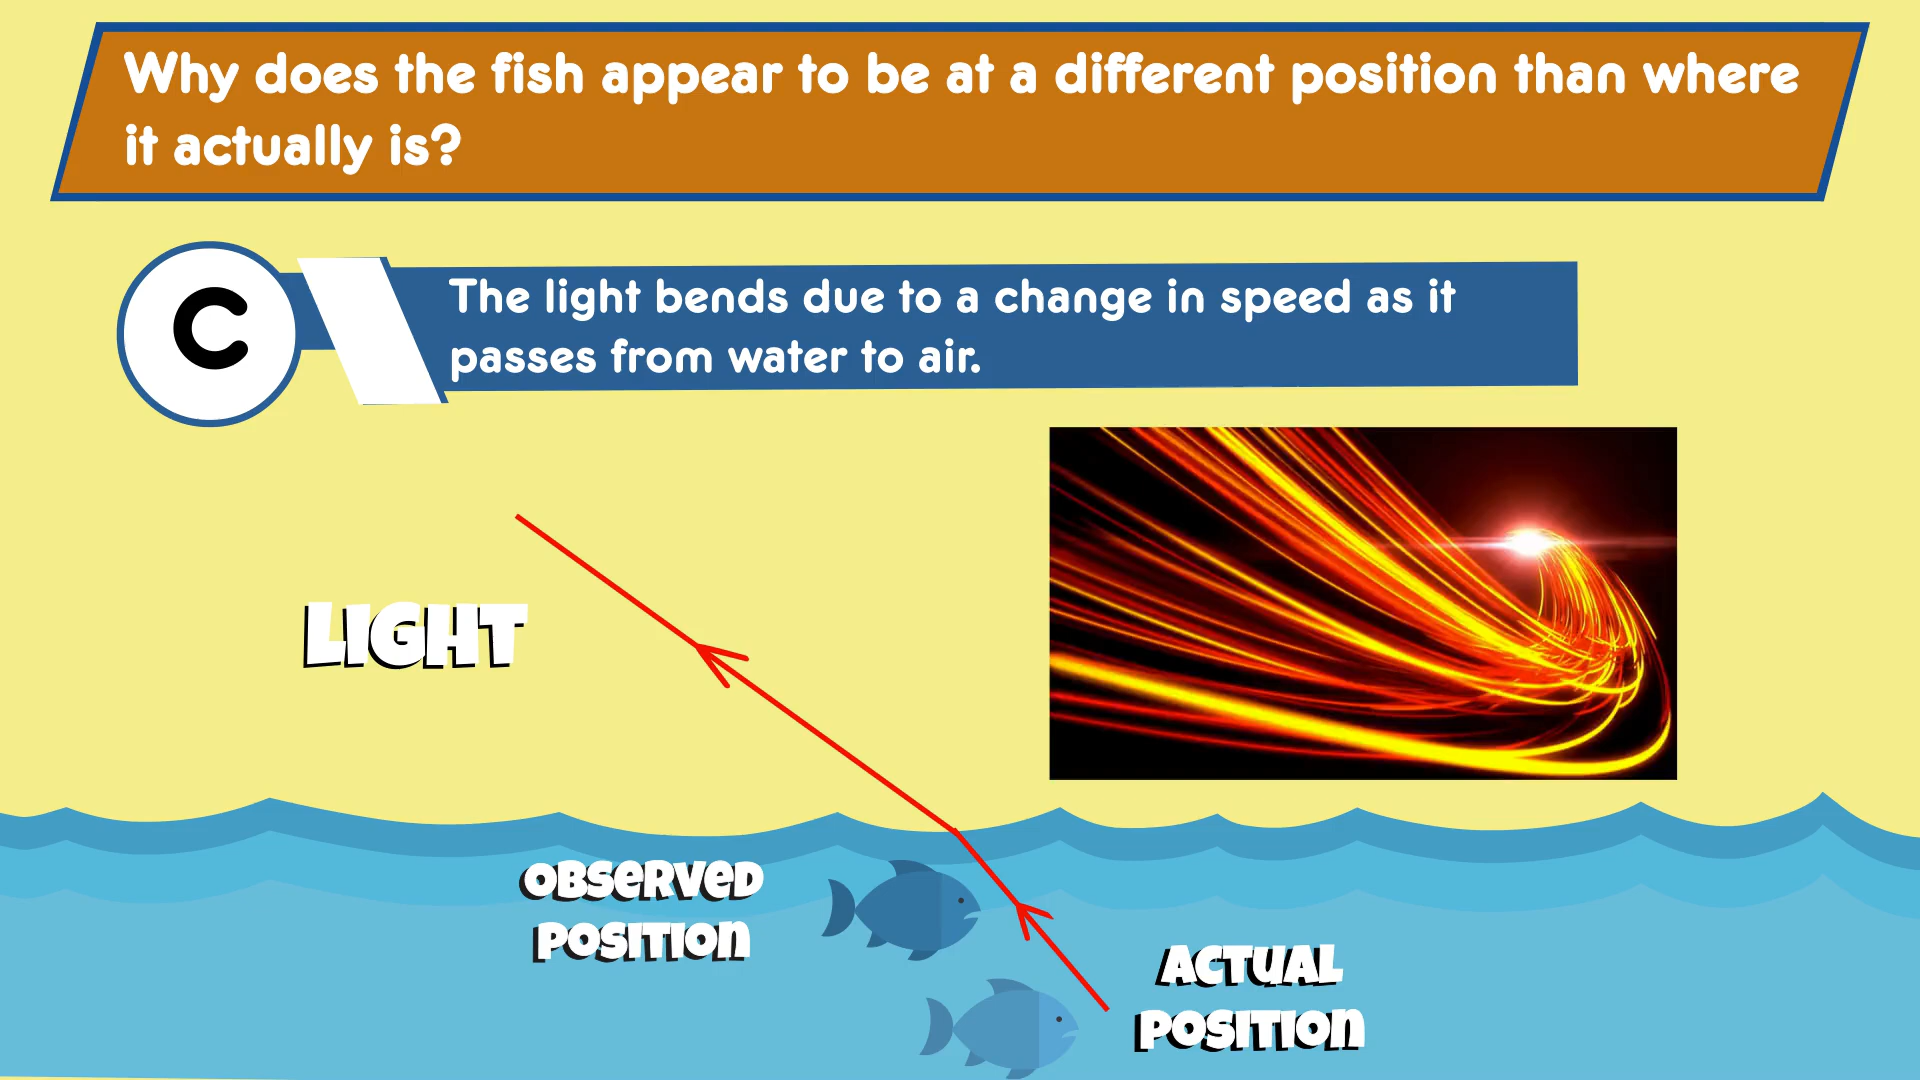 Why does the fish appear to be at a different position than where
it actually is?
C
The light bends due to a change in speed as it
passes from water to air.
LIGHT
OBSERVED
POSITION
ACTUAL
POSITION